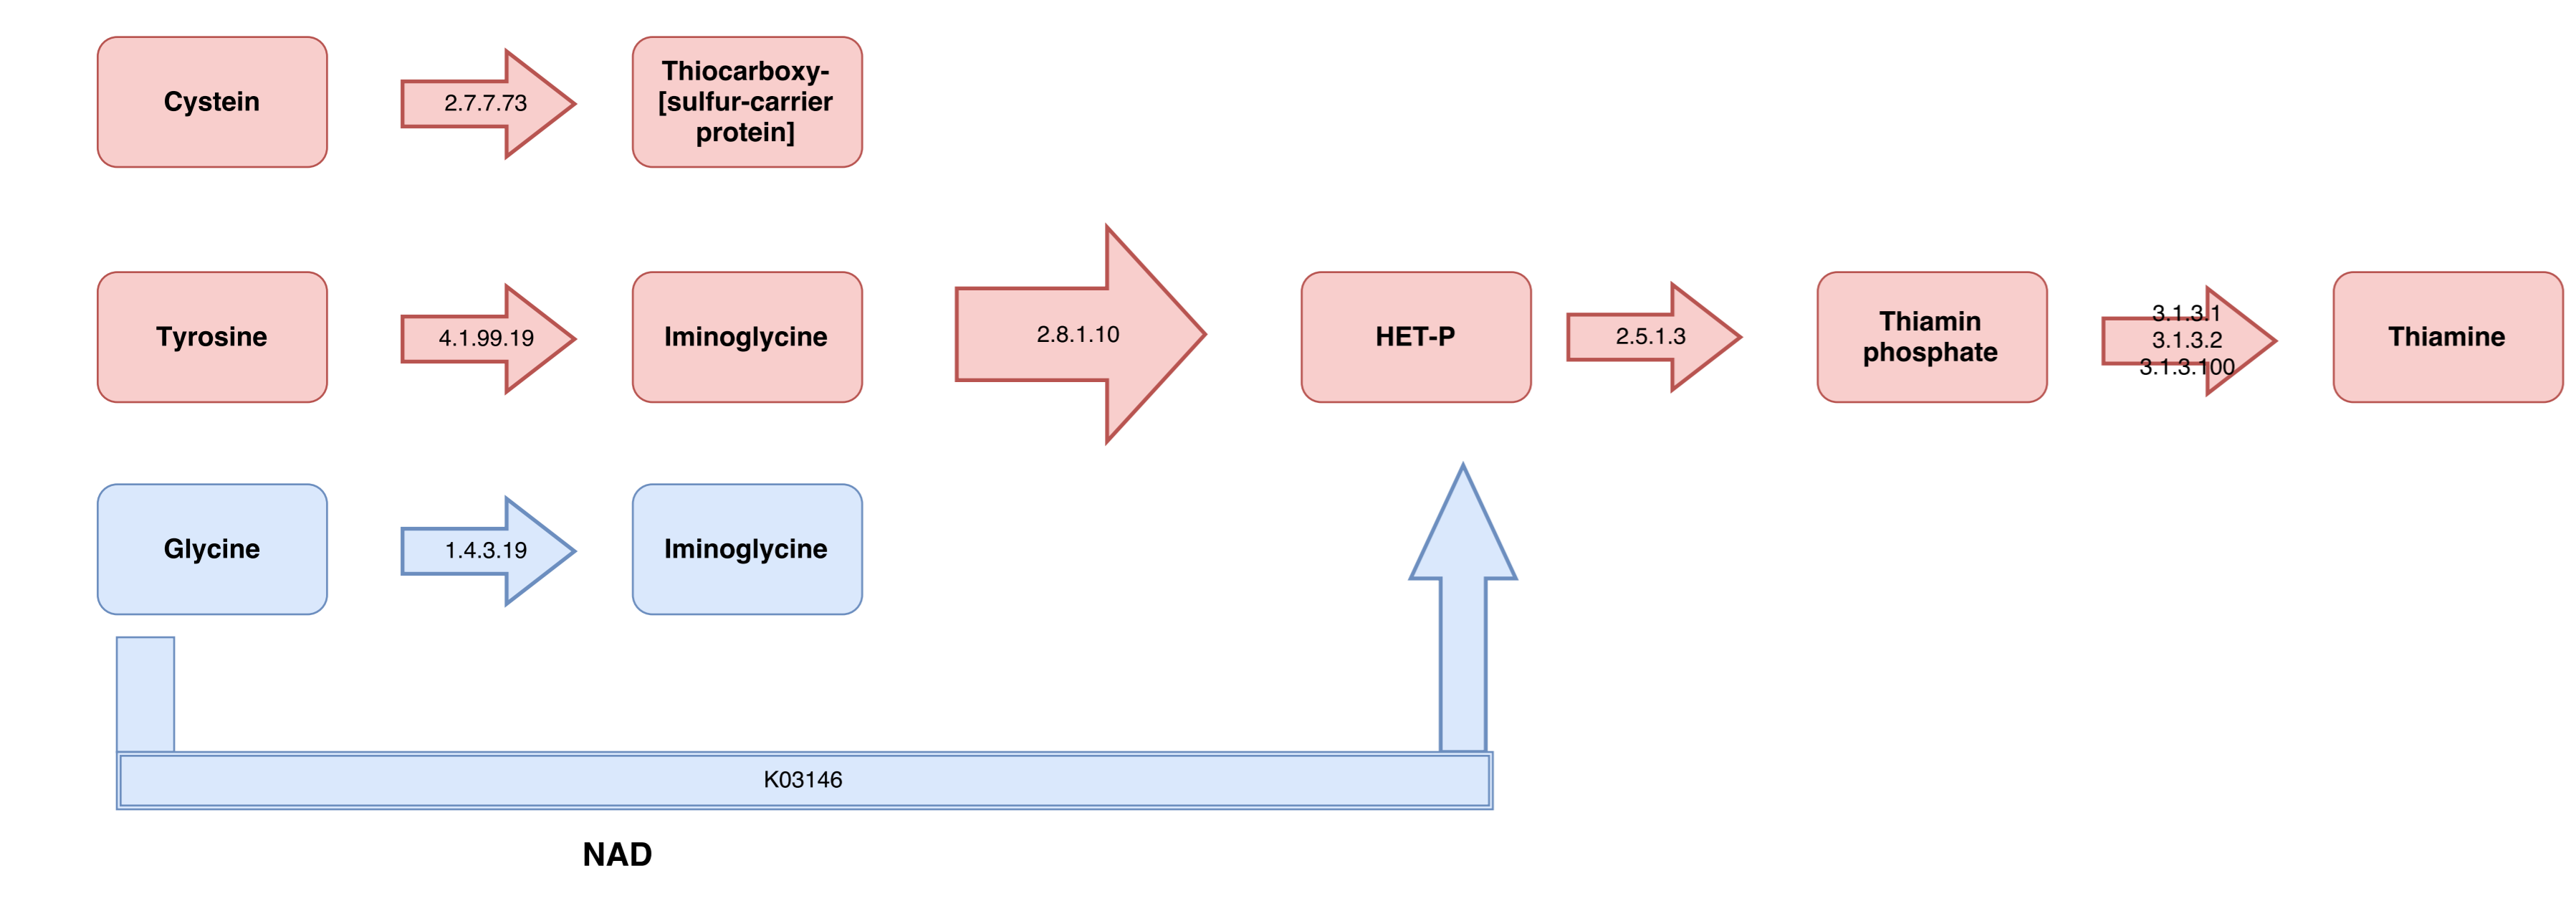 Cystein
2.7.7.73
Thiocarboxy-
[sulfur-carrier
protein]
Tyrosine
4.1.99.19
Iminoglycine
2.8.1.10
HET-P
2.5.1.3
Thiamin
phosphate
3.1.3.1
3.1.3.2
3.1.3.100
Thiamine
Glycine
1.4.3.19
Iminoglycine
K03146
NAD